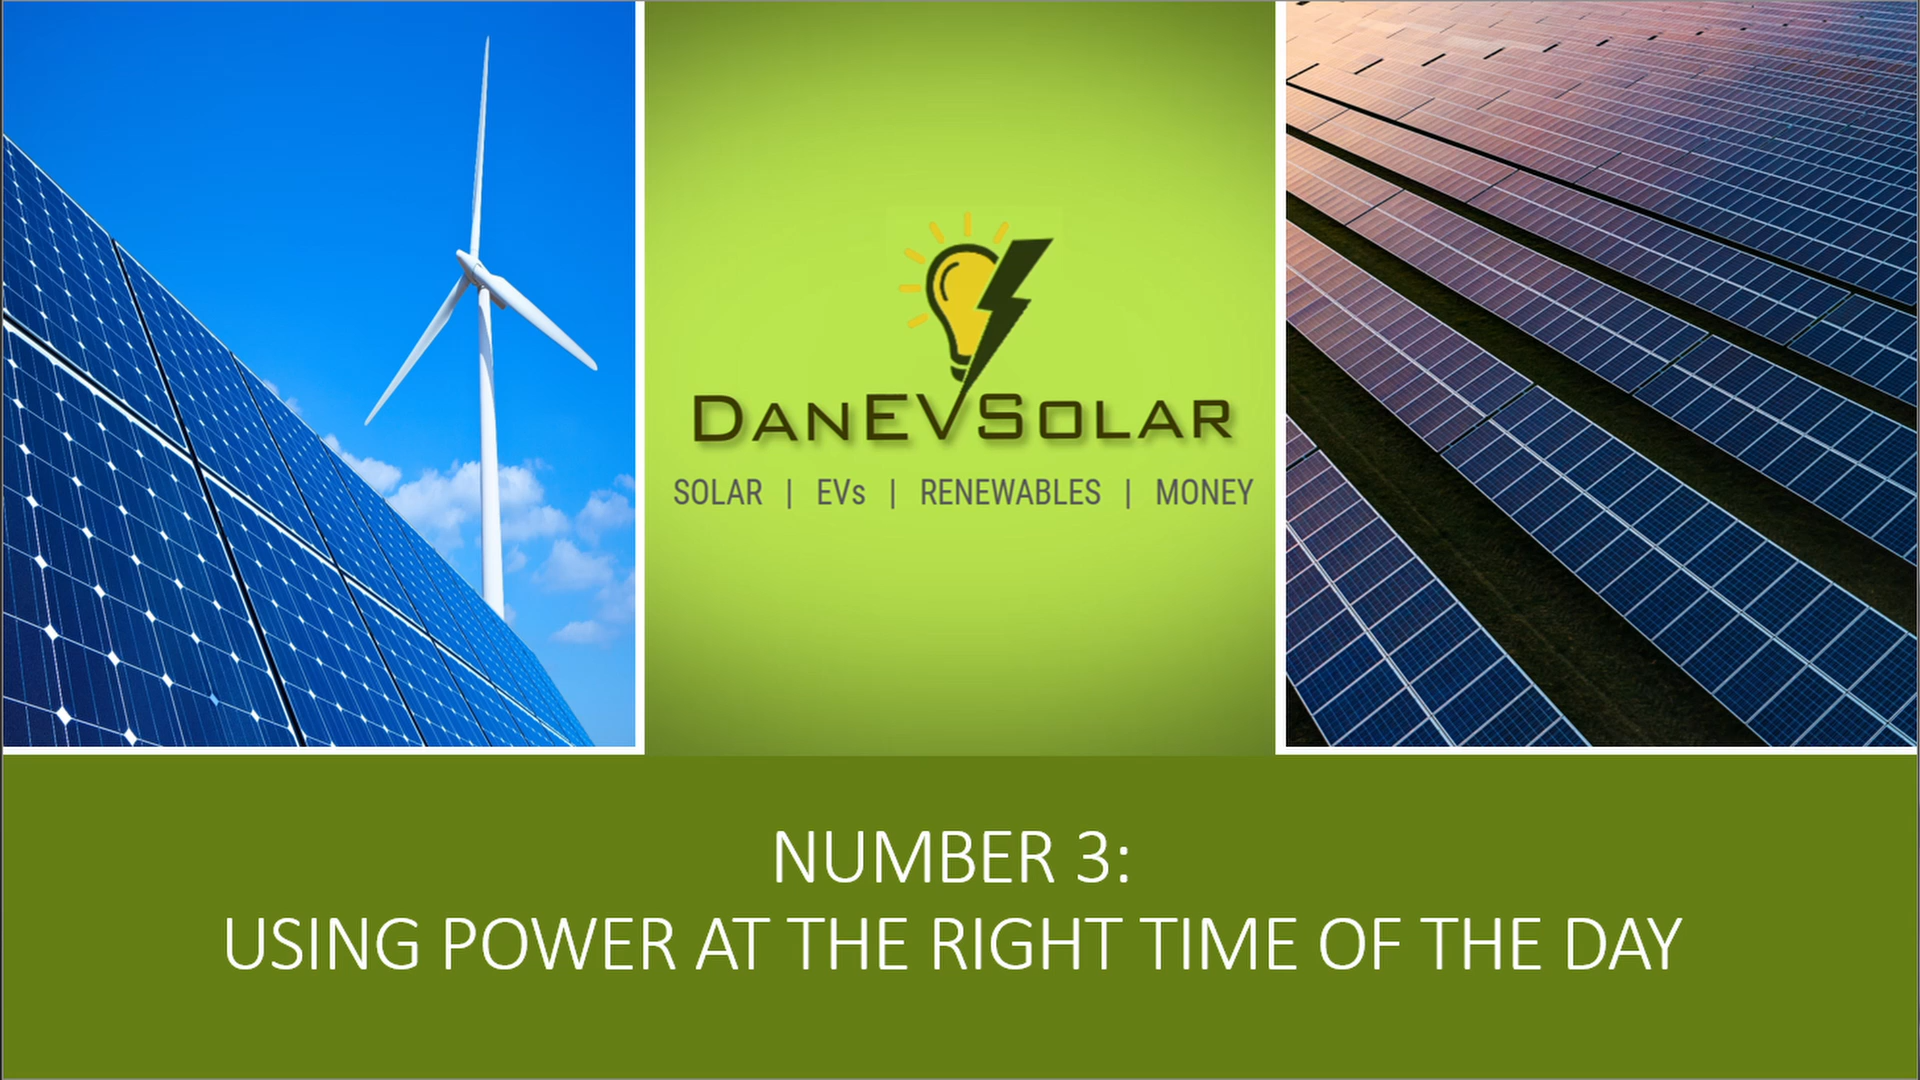 DANEVSOLAR
SOLAR | EVs | RENEWABLES | MONEY
NUMBER 3:
USING POWER AT THE RIGHT TIME OF THE DAY